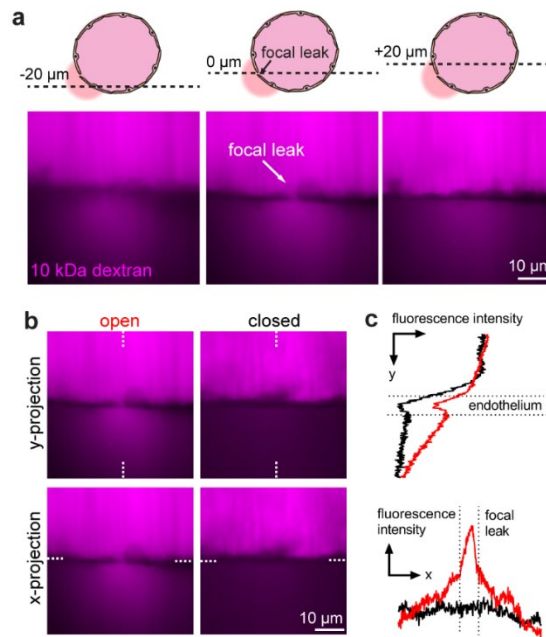 a
-20 µm
0 µm
focal leak
+20 µm
focal leak
10 kDa dextran
10 µm
b
open
closed
y-projection
x-projection
10 µm
c
fluorescence intensity
y
endothelium
fluorescence
intensity
focal
leak
x